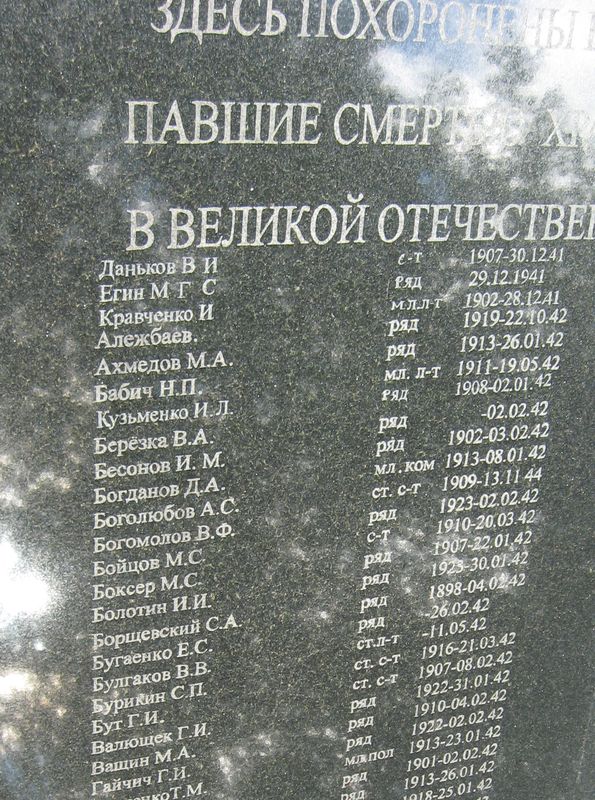 ЗДЕСЬ ПОХОРОНЕНЫ
ПАВШИЕ СМЕРТЬЮ ХР
В ВЕЛИКОЙ ОТЕЧЕСТВЕН
Даньков В И с-т 1907-30.12.41
Егин М Г С ряд 29.12.1941
Кравченко И мл.л-т 1902-28.12.41
Алежбаев. ряд 1919-22.10.42
Ахмедов М.А. ряд 1913-26.01.42
Бабич Н.П. мл. л-т 1911-19.05.42
Кузьменко И.Л. ряд 1908-02.01.42
Берёзка В.А. ряд -02.02.42
Бесонов И. М. ряд 1902-03.02.42
Богданов Д.А. мл.ком 1913-08.01.42
Боголюбов А.С. ст. с-т 1909-13.11 44
Богомолов В.Ф. ряд 1923-02.02.42
Бойцов М.С с-т 1910-20.03.42
Боксер М.С. ряд 1907-22.01.42
Болотин И.И. ряд 1925-30.01.42
Борщевский С.А. ряд 1898-04.02.42
Бугаенко Е.С. ряд -26.02.42
Булгаков В.В. ст.л-т -11.05.42
Бурикин С.П. ст. с-т 1916-21.03.42
Бут Г.И. ст. с-т 1907-08.02.42
Валющек Г.И. ряд 1922-31.01.42
Ващин М.А. ряд 1910-04.02.42
Гайчич Г.И. ряд 1922-02.02.42
нкоТ.М. мл пол 1913-23.01.42
ряд 1901-02.02.42
ряд 1913-26.01.42
1918-25.01.42